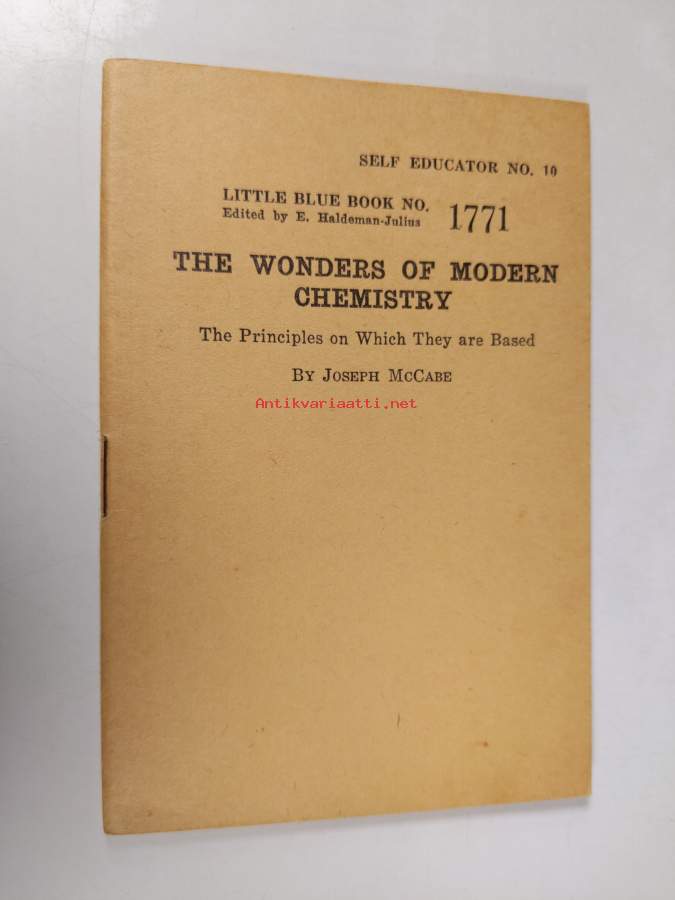 SELF EDUCATOR NO. 10
LITTLE BLUE BOOK NO. 1771
Edited by E. Haldeman-Julius
THE WONDERS OF MODERN
CHEMISTRY
The Principles on Which They are Based
By Joseph McCabe
Antikvariaatti.net